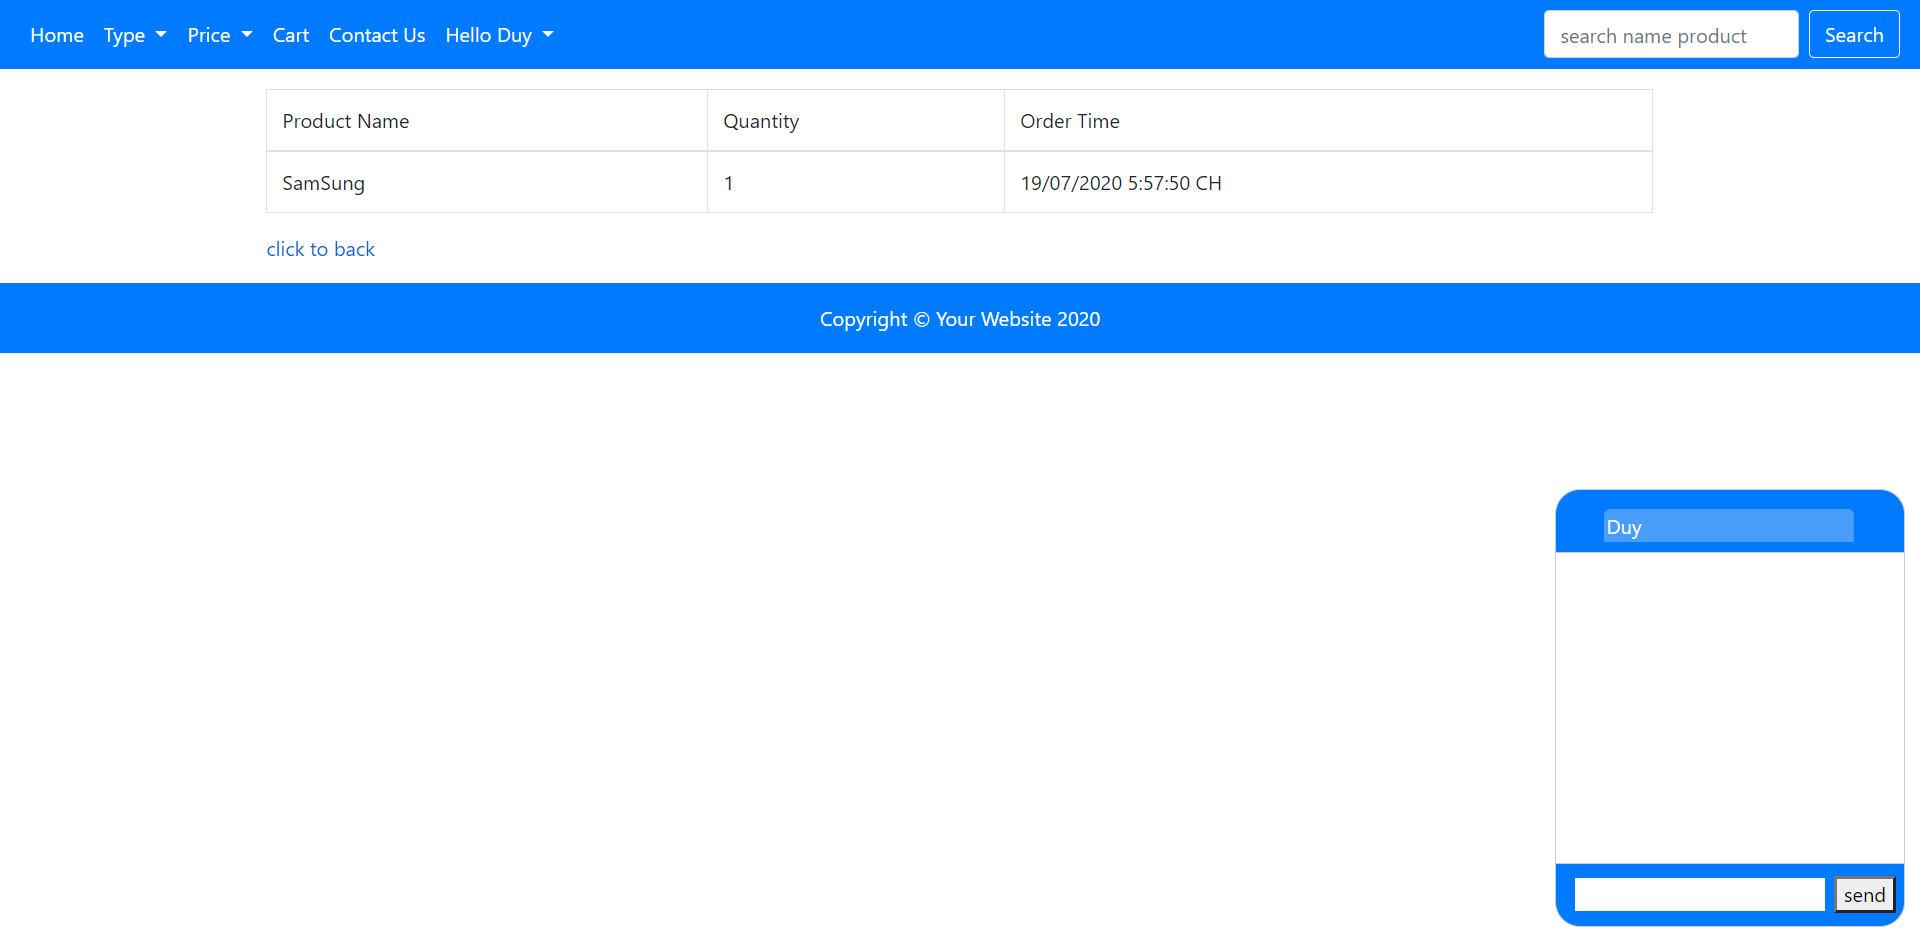 Home Type Price Cart Contact Us Hello Duy search name product Search
Product Name Quantity Order Time
SamSung 1 19/07/2020 5:57:50 CH
click to back
Copyright © Your Website 2020
Duy
send